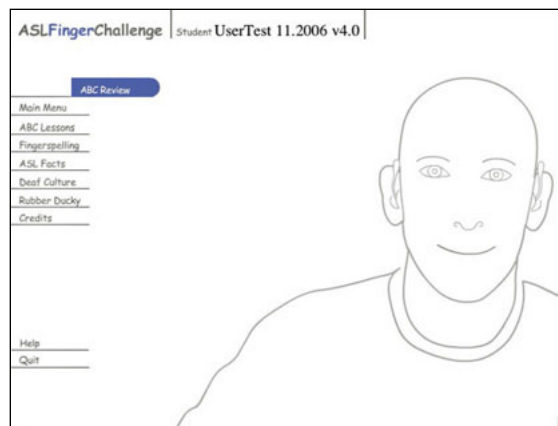 ASLFingerChallenge Student UserTest 11.2006 v4.0
ABC Review
Main Menu
ABC Lessons
Fingerspelling
ASL Facts
Deaf Culture
Rubber Ducky
Credits
Help
Quit